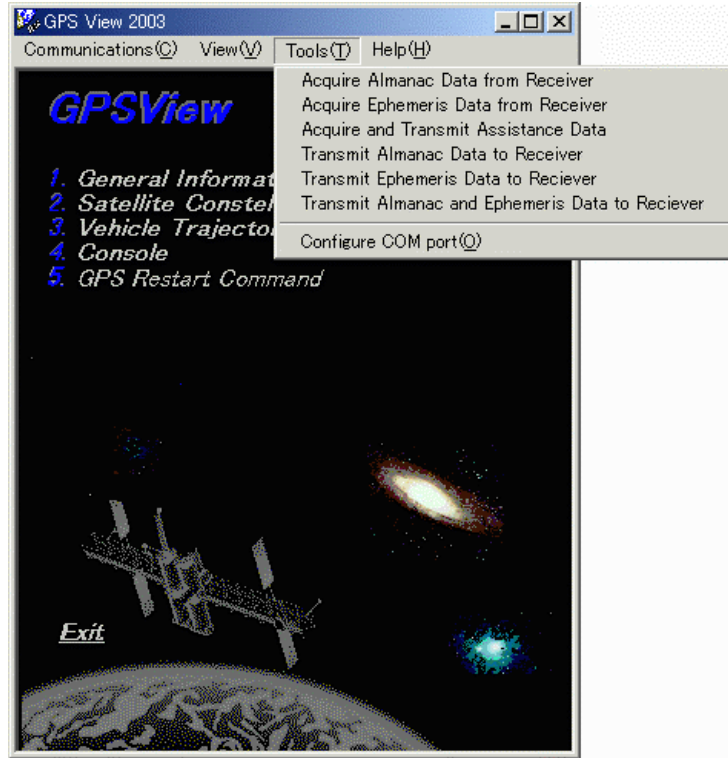 GPS View 2003
Communications(C) View(V) Tools(T) Help(H)
Acquire Almanac Data from Receiver
Acquire Ephemeris Data from Receiver
Acquire and Transmit Assistance Data
Transmit Almanac Data to Receiver
Transmit Ephemeris Data to Reciever
Transmit Almanac and Ephemeris Data to Reciever
Configure COM port(O)
GPSView
1. General Informat
2. Satellite Constel
3. Vehicle Trajecto
4. Console
5. GPS Restart Command
Exit